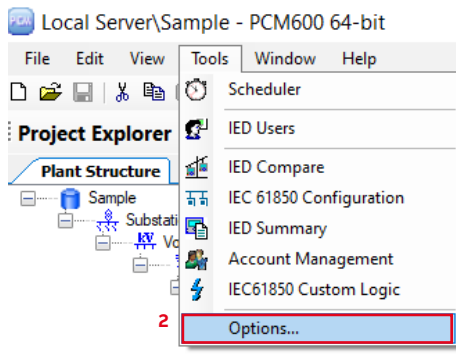 Local Server\Sample - PCM600 64-bit
File Edit View Tools Window Help
Scheduler
Project Explorer
IED Users
Plant Structure
IED Compare
Sample
IEC 61850 Configuration
Substati
IED Summary
kV Vo
Account Management
IEC61850 Custom Logic
2
Options...